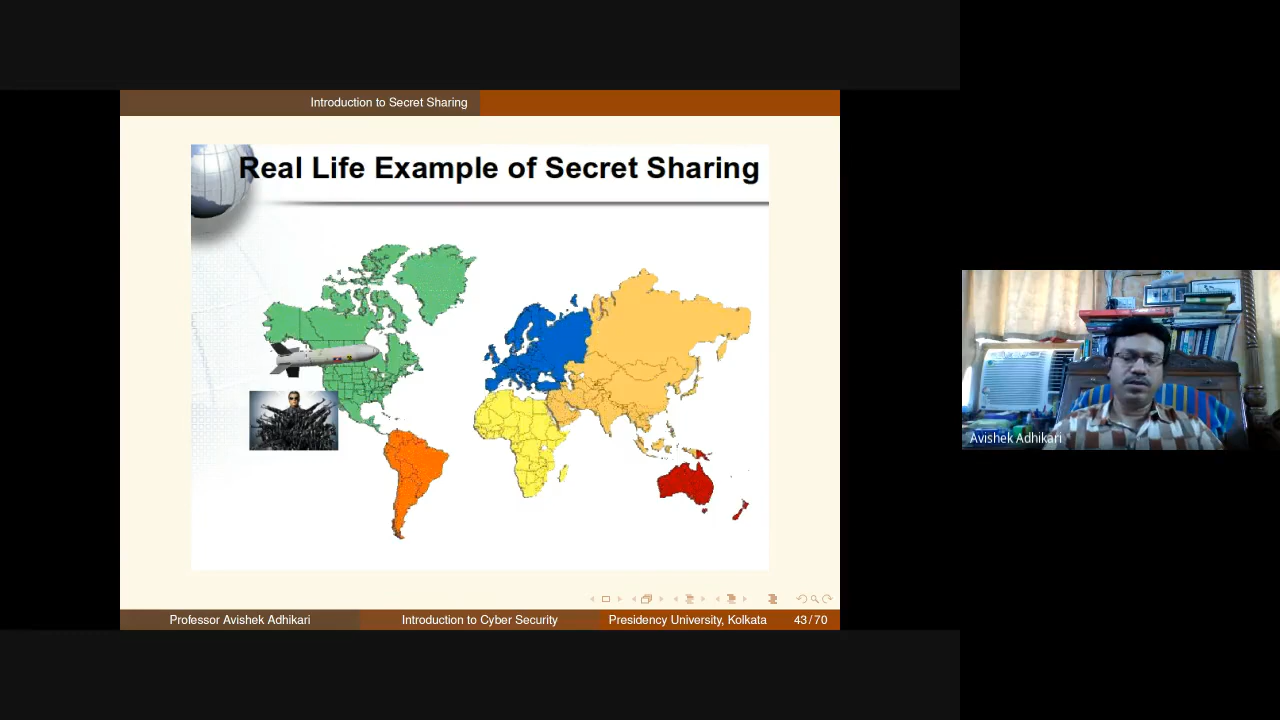 Introduction to Secret Sharing
Real Life Example of Secret Sharing
Avishek Adhikari
Professor Avishek Adhikari
Introduction to Cyber Security
Presidency University, Kolkata
43 / 70